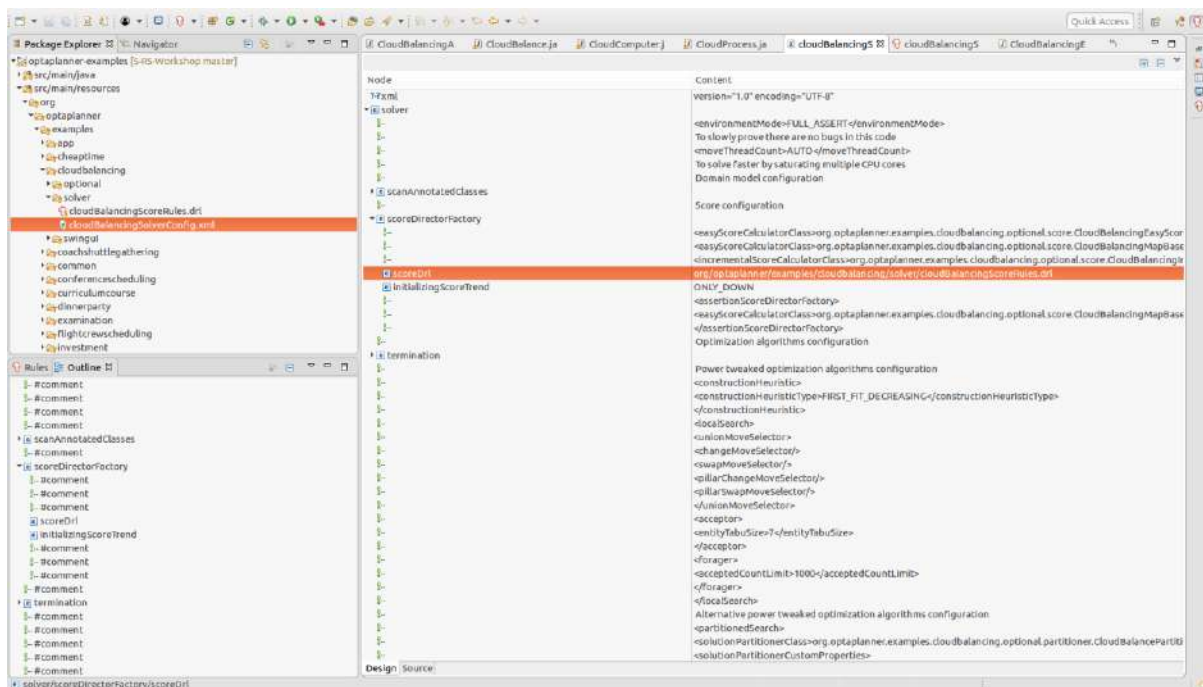 Quick Access
Package Explorer
Navigator
optaplanner-examples [S-RS-Workshop master]
src/main/java
src/main/resources
org
optaplanner
examples
app
cheaptime
cloudbalancing
optional
solver
cloudBalancingScoreRules.drl
cloudBalancingSolverConfig.xml
swingui
coachshuttlegathering
common
conferencescheduling
curriculumcourse
dinnerparty
examination
flightcrewscheduling
investment
Rules
Outline
#comment
#comment
#comment
#comment
scanAnnotatedClasses
#comment
scoreDirectorFactory
#comment
#comment
#comment
scoreDrl
initializingScoreTrend
#comment
#comment
#comment
#comment
termination
#comment
#comment
#comment
#comment
#comment
solver/scoreDirectorFactory/scoreDrl
CloudBalancingA
CloudBalance.ja
CloudComputer.j
CloudProcess.ja
cloudBalancingS
cloudBalancingS
CloudBalancingE
Node Content
?=?xml version="1.0" encoding="UTF-8"
solver
<environmentMode>FULL_ASSERT</environmentMode>
To slowly prove there are no bugs in this code
<moveThreadCount>AUTO</moveThreadCount>
To solve faster by saturating multiple CPU cores
Domain model configuration
scanAnnotatedClasses
Score configuration
scoreDirectorFactory
<easyScoreCalculatorClass>org.optaplanner.examples.cloudbalancing.optional.score.CloudBalancingEasyScor
<easyScoreCalculatorClass>org.optaplanner.examples.cloudbalancing.optional.score.CloudBalancingMapBase
<incrementalScoreCalculatorClass>org.optaplanner.examples.cloudbalancing.optional.score.CloudBalancingIr
scoreDrl org/optaplanner/examples/cloudbalancing/solver/cloudBalancingScoreRules.drl
initializingScoreTrend ONLY_DOWN
<assertionScoreDirectorFactory>
<easyScoreCalculatorClass>org.optaplanner.examples.cloudbalancing.optional.score.CloudBalancingMapBase
</assertionScoreDirectorFactory>
Optimization algorithms configuration
termination
Power tweaked optimization algorithms configuration
<constructionHeuristic>
<constructionHeuristicType>FIRST_FIT_DECREASING</constructionHeuristicType>
</constructionHeuristic>
<localSearch>
<unionMoveSelector>
<changeMoveSelector/>
<swapMoveSelector/>
<pillarChangeMoveSelector/>
<pillarSwapMoveSelector/>
</unionMoveSelector>
<acceptor>
<entityTabuSize>7</entityTabuSize>
</acceptor>
<forager>
<acceptedCountLimit>1000</acceptedCountLimit>
</forager>
</localSearch>
Alternative power tweaked optimization algorithms configuration
<partitionedSearch>
<solutionPartitionerClass>org.optaplanner.examples.cloudbalancing.optional.partitioner.CloudBalancePartiti
<solutionPartitionerCustomProperties>
Design Source